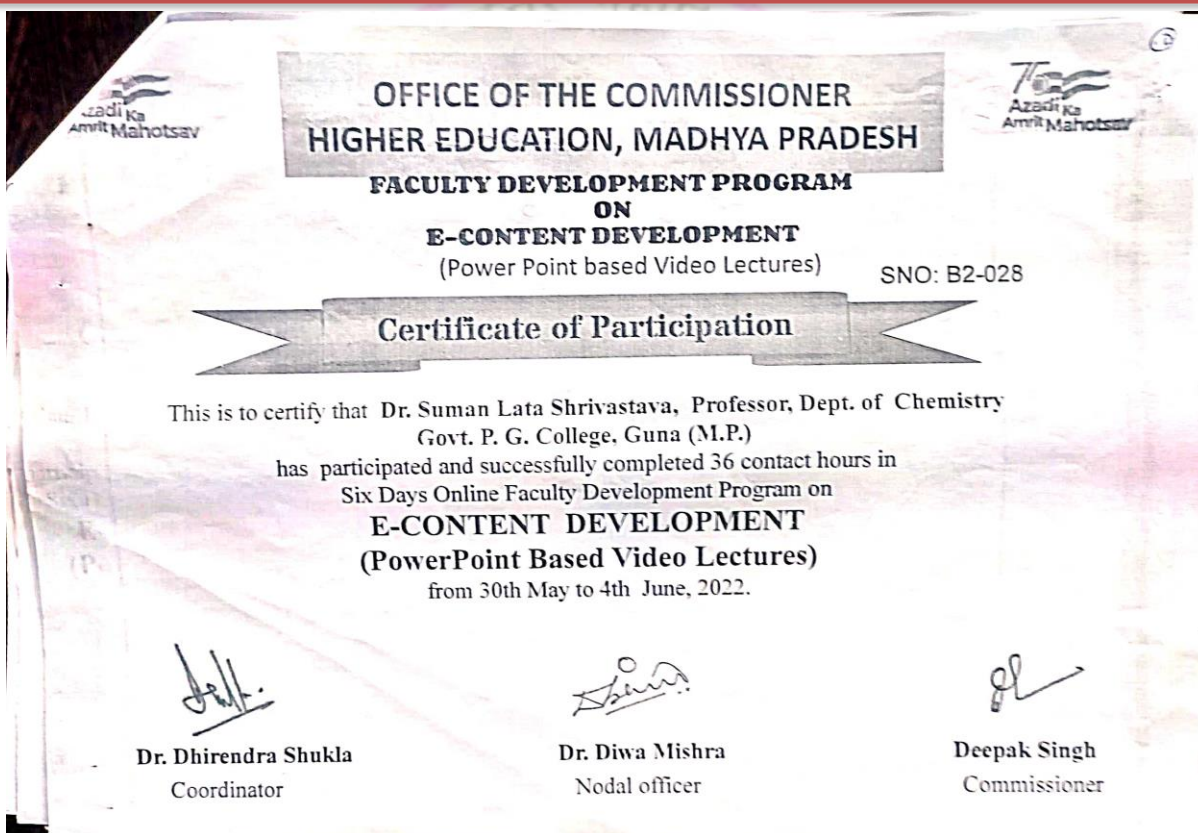 Azadi Ka
Amrit Mahotsav
OFFICE OF THE COMMISSIONER
HIGHER EDUCATION, MADHYA PRADESH
75
Azadi Ka
Amrit Mahotsav
FACULTY DEVELOPMENT PROGRAM
ON
E-CONTENT DEVELOPMENT
(Power Point based Video Lectures)
SNO: B2-028
Certificate of Participation
This is to certify that Dr. Suman Lata Shrivastava, Professor, Dept. of Chemistry
Govt. P. G. College, Guna (M.P.)
has participated and successfully completed 36 contact hours in
Six Days Online Faculty Development Program on
E-CONTENT DEVELOPMENT
(PowerPoint Based Video Lectures)
from 30th May to 4th June, 2022.
Dr. Dhirendra Shukla
Coordinator
Dr. Diwa Mishra
Nodal officer
Deepak Singh
Commissioner